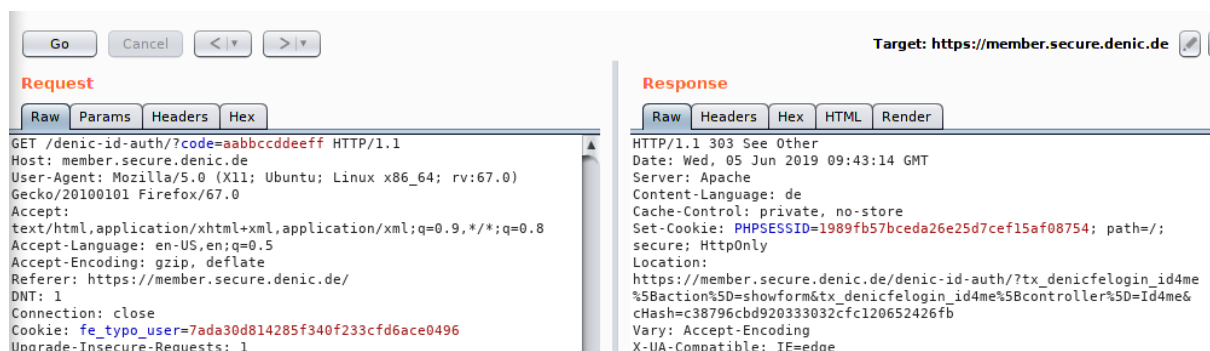 Go Cancel < > Target: https://member.secure.denic.de
Request
Raw Params Headers Hex
GET /denic-id-auth/?code=aabbccddeeff HTTP/1.1
Host: member.secure.denic.de
User-Agent: Mozilla/5.0 (X11; Ubuntu; Linux x86_64; rv:67.0)
Gecko/20100101 Firefox/67.0
Accept:
text/html,application/xhtml+xml,application/xml;q=0.9,*/*;q=0.8
Accept-Language: en-US,en;q=0.5
Accept-Encoding: gzip, deflate
Referer: https://member.secure.denic.de/
DNT: 1
Connection: close
Cookie: fe_typo_user=7ada30d814285f340f233cfd6ace0496
Upgrade-Insecure-Requests: 1
Response
Raw Headers Hex HTML Render
HTTP/1.1 303 See Other
Date: Wed, 05 Jun 2019 09:43:14 GMT
Server: Apache
Content-Language: de
Cache-Control: private, no-store
Set-Cookie: PHPSESSID=1989fb57bceda26e25d7cef15af08754; path=/;
secure; HttpOnly
Location:
https://member.secure.denic.de/denic-id-auth/?tx_denicfelogin_id4me
%5Baction%5D=showform&tx_denicfelogin_id4me%5Bcontroller%5D=Id4me&
cHash=c38796cbd920333032cfc120652426fb
Vary: Accept-Encoding
X-UA-Compatible: IE=edge